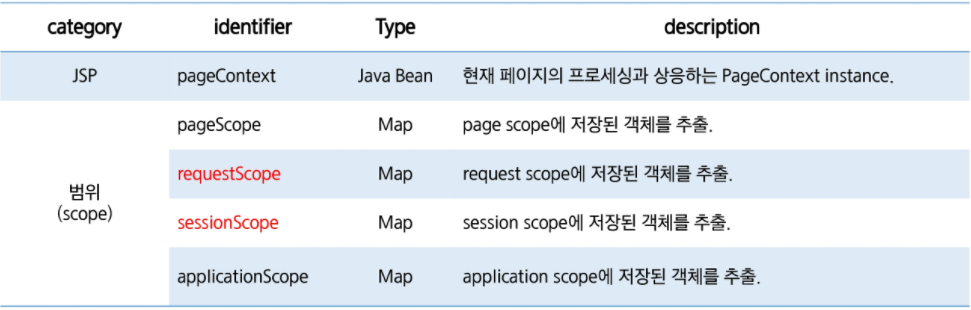 category identifier Type description
JSP pageContext Java Bean 현재 페이지의 프로세싱과 상응하는 PageContext instance.
범위
(scope)
pageScope Map page scope에 저장된 객체를 추출.
requestScope Map request scope에 저장된 객체를 추출.
sessionScope Map session scope에 저장된 객체를 추출.
applicationScope Map application scope에 저장된 객체를 추출.